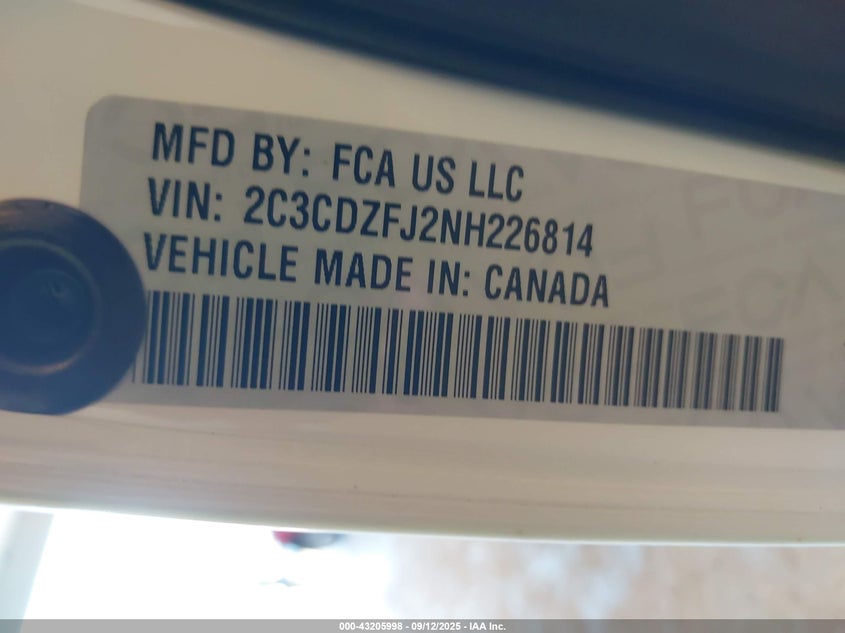 MFD BY: FCA US LLC
VIN: 2C3CDZFJ2NH226814
VEHICLE MADE IN: CANADA
000-43205998 - 09/12/2025 - IAA Inc.